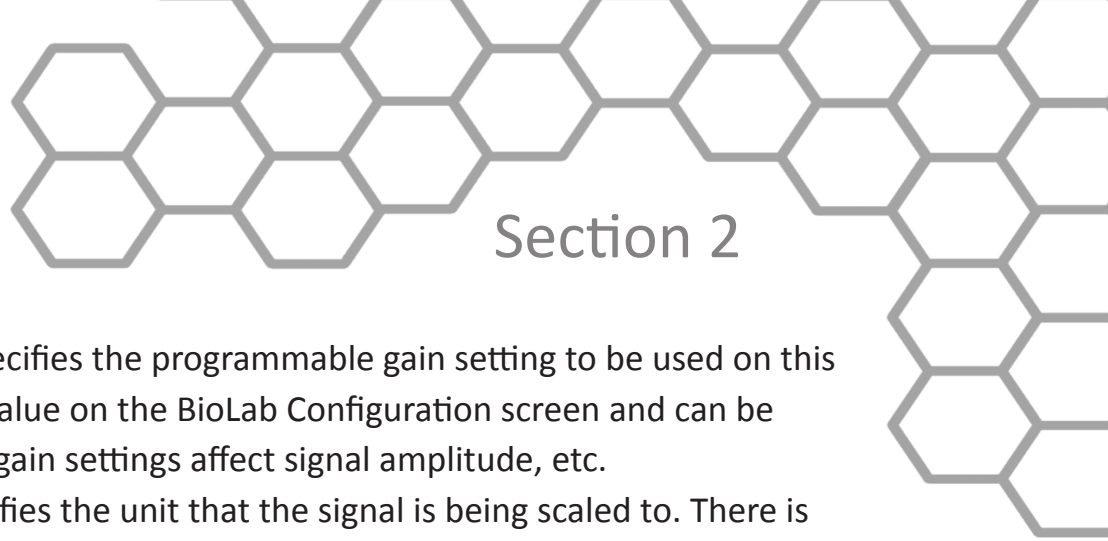 Section 2
ecifies the programmable gain setting to be used on this
alue on the BioLab Configuration screen and can be
gain settings affect signal amplitude, etc.
fies the unit that the signal is being scaled to. There is